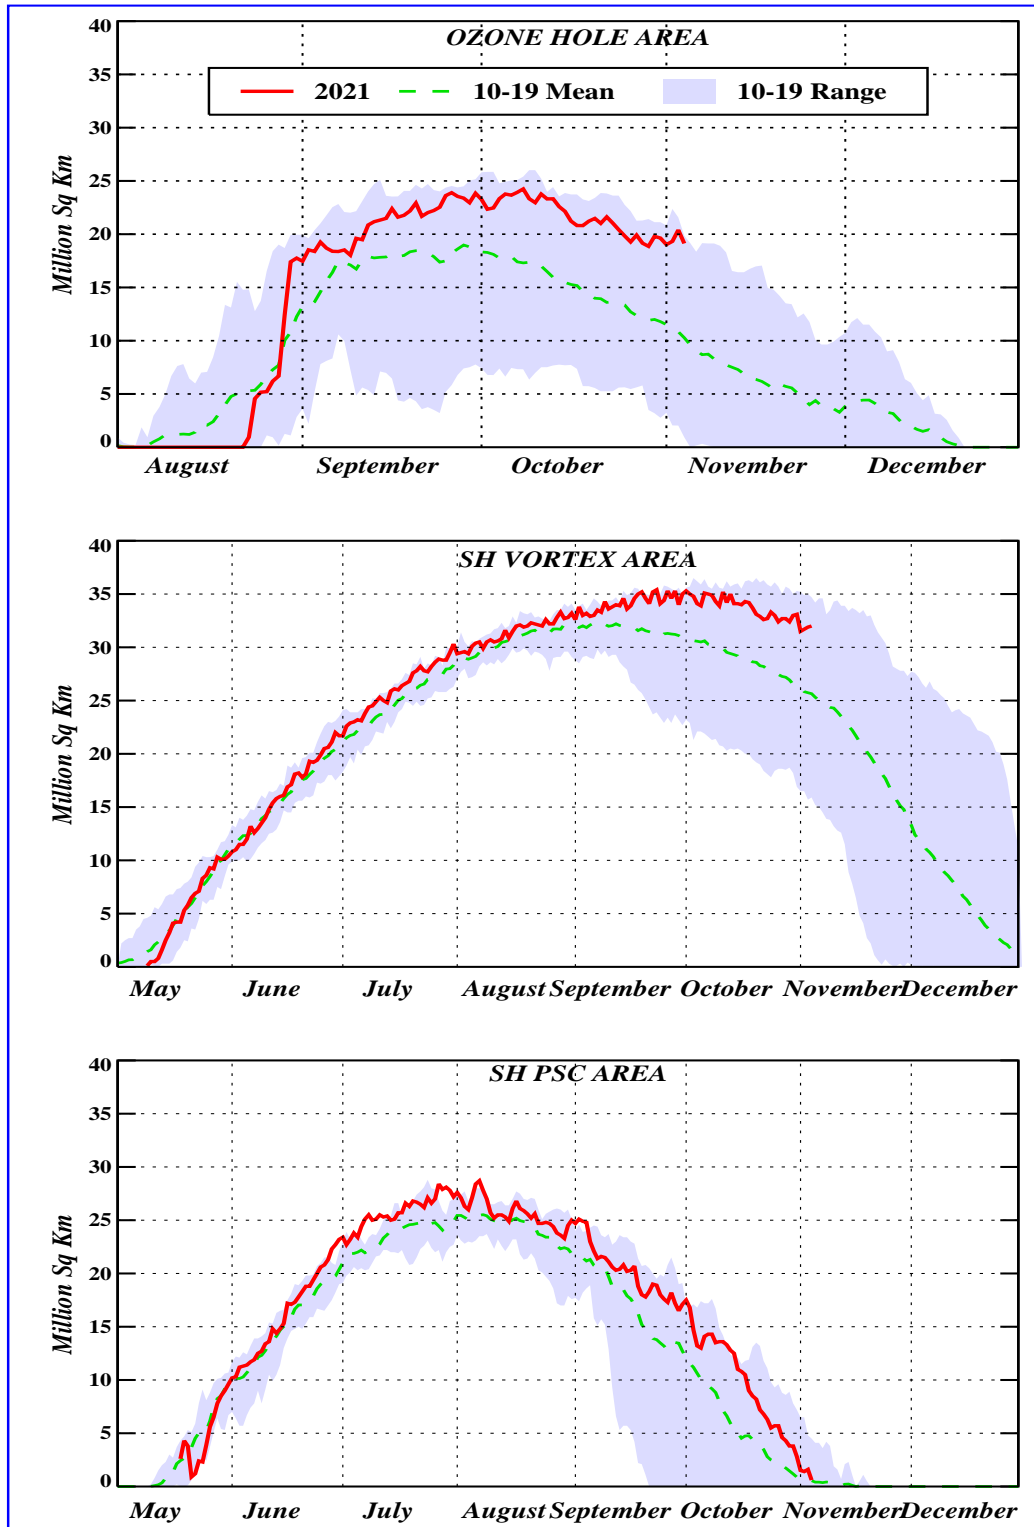 OZONE HOLE AREA
2021 10-19 Mean 10-19 Range
Million Sq Km
40
35
30
25
20
15
10
5
0
August September October November December
SH VORTEX AREA
Million Sq Km
40
35
30
25
20
15
10
5
0
May June July August September October November December
SH PSC AREA
Million Sq Km
40
35
30
25
20
15
10
5
0
May June July August September October November December